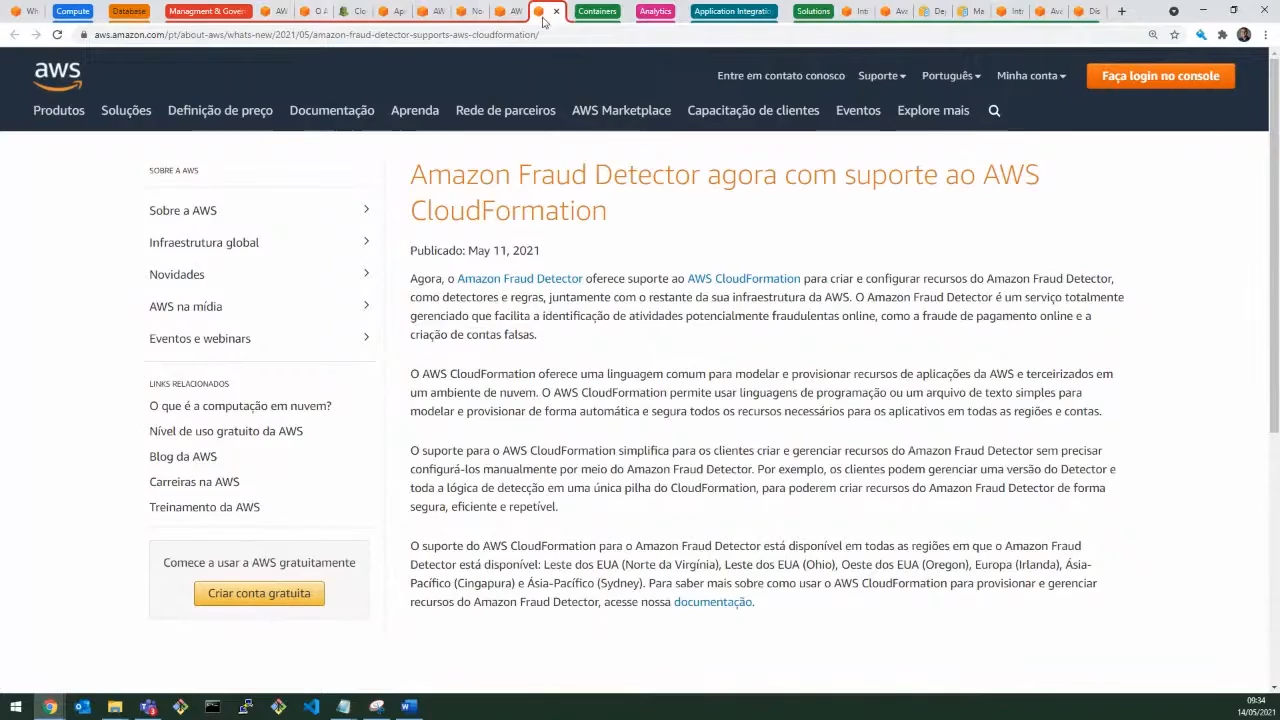 Wh
Compute
Database
Managment & Gover
AW
O A
Clo
Ap
AW
No
AW
Containers
Analytics
Application Integratio
Solutions
Int
Ava
De
Ma
Int
Ava
Dis
aws.amazon.com/pt/about-aws/whats-new/2021/05/amazon-fraud-detector-supports-aws-cloudformation/
aws
Entre em contato conosco
Suporte
Português
Minha conta
Faça login no console
Produtos
Soluções
Definição de preço
Documentação
Aprenda
Rede de parceiros
AWS Marketplace
Capacitação de clientes
Eventos
Explore mais
SOBRE A AWS
Sobre a AWS
Infraestrutura global
Novidades
AWS na mídia
Eventos e webinars
LINKS RELACIONADOS
O que é a computação em nuvem?
Nível de uso gratuito da AWS
Blog da AWS
Carreiras na AWS
Treinamento da AWS
Comece a usar a AWS gratuitamente
Criar conta gratuita
Amazon Fraud Detector agora com suporte ao AWS
CloudFormation
Publicado: May 11, 2021
Agora, o Amazon Fraud Detector oferece suporte ao AWS CloudFormation para criar e configurar recursos do Amazon Fraud Detector,
como detectores e regras, juntamente com o restante da sua infraestrutura da AWS. O Amazon Fraud Detector é um serviço totalmente
gerenciado que facilita a identificação de atividades potencialmente fraudulentas online, como a fraude de pagamento online e a
criação de contas falsas.
O AWS CloudFormation oferece uma linguagem comum para modelar e provisionar recursos de aplicações da AWS e terceirizados em
um ambiente de nuvem. O AWS CloudFormation permite usar linguagens de programação ou um arquivo de texto simples para
modelar e provisionar de forma automática e segura todos os recursos necessários para os aplicativos em todas as regiões e contas.
O suporte para o AWS CloudFormation simplifica para os clientes criar e gerenciar recursos do Amazon Fraud Detector sem precisar
configurá-los manualmente por meio do Amazon Fraud Detector. Por exemplo, os clientes podem gerenciar uma versão do Detector e
toda a lógica de detecção em uma única pilha do CloudFormation, para poderem criar recursos do Amazon Fraud Detector de forma
segura, eficiente e repetível.
O suporte do AWS CloudFormation para o Amazon Fraud Detector está disponível em todas as regiões em que o Amazon Fraud
Detector está disponível: Leste dos EUA (Norte da Virgínia), Leste dos EUA (Ohio), Oeste dos EUA (Oregon), Europa (Irlanda), Ásia-
Pacífico (Cingapura) e Ásia-Pacífico (Sydney). Para saber mais sobre como usar o AWS CloudFormation para provisionar e gerenciar
recursos do Amazon Fraud Detector, acesse nossa documentação.
09:34
14/05/2021